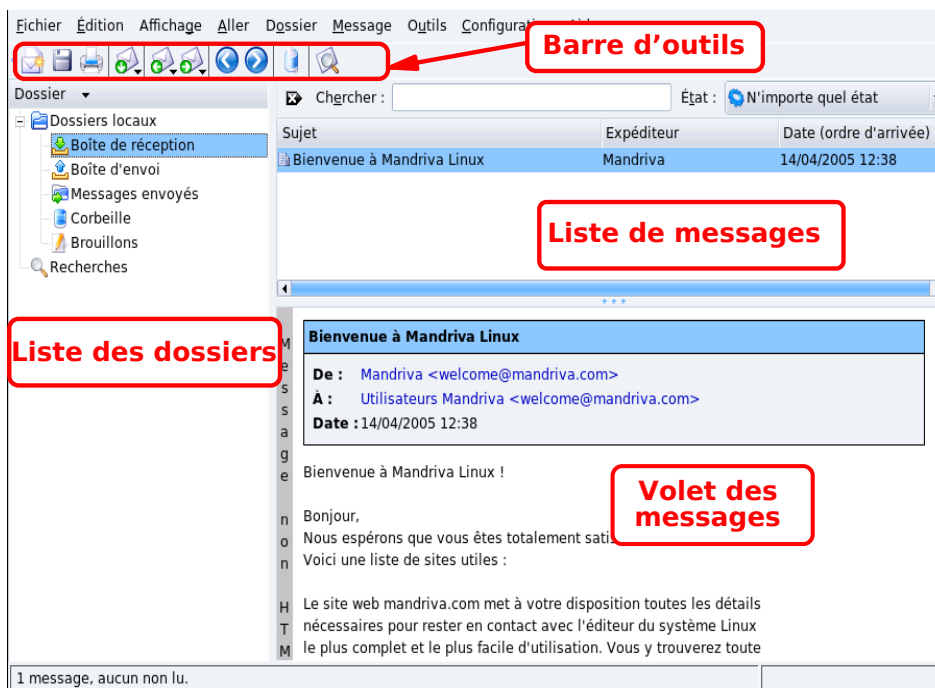 Fichier Édition Affichage Aller Dossier Message Outils Configuration
Barre d'outils
Dossier
Chercher : État : N'importe quel état
Dossiers locaux
Boîte de réception
Boîte d'envoi
Messages envoyés
Corbeille
Brouillons
Recherches
Sujet Expéditeur Date (ordre d'arrivée)
Bienvenue à Mandriva Linux Mandriva 14/04/2005 12:38
Liste de messages
Liste des dossiers
Message non HTM
Bienvenue à Mandriva Linux
De : Mandriva <welcome@mandriva.com>
À : Utilisateurs Mandriva <welcome@mandriva.com>
Date : 14/04/2005 12:38
Bienvenue à Mandriva Linux !
Volet des
messages
Bonjour,
Nous espérons que vous êtes totalement
Voici une liste de sites utiles :
Le site web mandriva.com met à votre disposition toutes les détails
nécessaires pour rester en contact avec l'éditeur du système Linux
le plus complet et le plus facile d'utilisation. Vous y trouverez toute
1 message, aucun non lu.